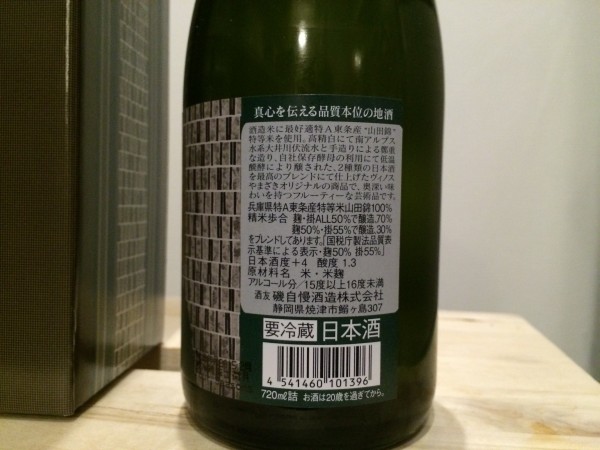 真心を伝える品質本位の地酒
酒造米に最好適特A東条産"山田錦"
特等米を使用。高精白にて南アルプス
水系大井川伏流水と手造りによる鄭重
な造り、自社保存酵母の利用にて低温
醗酵により醸された、2種類の日本酒
を最高のブレンドにて仕上げたヴィノス
やまざきオリジナルの商品で、奥深い味
わいを持つフルーティーな芸術品です。
兵庫県特A東条産特等米山田錦100%
精米歩合 麹・掛ALL50%で醸造.70%
麹50%・掛55%で醸造.30%
をブレンドしてあります。「国税庁製法品質表
示基準による表示・麹50% 掛55%」
日本酒度+4 酸度 1.3
原材料名 米・米麹
アルコール分/15度以上16度未満
酒友 磯自慢酒造株式会社
静岡県焼津市鰯ヶ島307
要冷蔵 日本酒
4 541460 101396
720mℓ詰 お酒は20歳を過ぎてから。